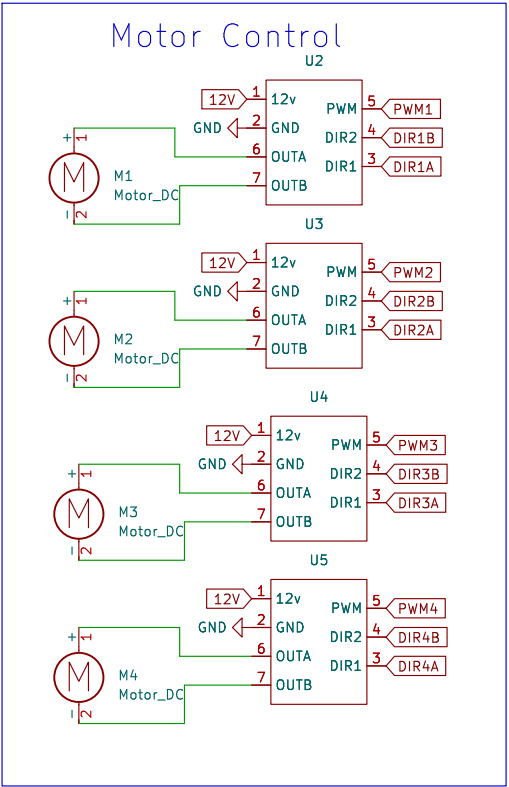 Motor Control
U2
12V 1 12v PWM 5 PWM1
GND 2 GND DIR2 4 DIR1B
+ 1 6 OUTA DIR1 3 DIR1A
7 OUTB
M M1
Motor_DC
- 2
U3
12V 1 12v PWM 5 PWM2
GND 2 GND DIR2 4 DIR2B
+ 1 6 OUTA DIR1 3 DIR2A
7 OUTB
M M2
Motor_DC
- 2
U4
12V 1 12v PWM 5 PWM3
GND 2 GND DIR2 4 DIR3B
+ 1 6 OUTA DIR1 3 DIR3A
7 OUTB
M M3
Motor_DC
- 2
U5
12V 1 12v PWM 5 PWM4
GND 2 GND DIR2 4 DIR4B
+ 1 6 OUTA DIR1 3 DIR4A
7 OUTB
M M4
Motor_DC
- 2